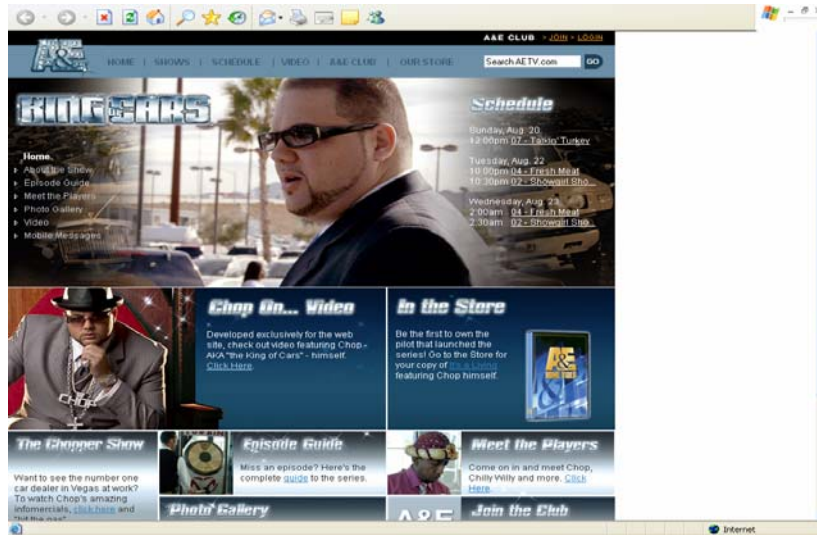 A&E CLUB > JOIN > LOGIN
A&E
HOME | SHOWS | SCHEDULE | VIDEO | A&E CLUB | OUR STORE
Search AETV.com GO
KING OF CARS
Home
About the Show
Episode Guide
Meet the Players
Photo Gallery
Video
Mobile Messages
Schedule
Sunday, Aug. 20
12:00pm 07 - Talkin' Turkey
Tuesday, Aug. 22
10:00pm 04 - Fresh Meat
10:30pm 02 - Showgirl Sho...
Wednesday, Aug. 23
2:00am 04 - Fresh Meat
2:30am 02 - Showgirl Sho...
Chop On... Video
Developed exclusively for the web
site, check out video featuring Chop -
AKA "the King of Cars" - himself.
Click Here.
In the Store
Be the first to own the
pilot that launched the
series! Go to the Store for
your copy of It's a Living
featuring Chop himself.
A&E
The Chopper Show
Want to see the number one
car dealer in Vegas at work?
To watch Chop's amazing
infomercials, click here and
"hit the gas"
Episode Guide
Miss an episode? Here's the
complete guide to the series.
Meet the Players
Come on in and meet Chop,
Chilly Willy and more. Click
Here.
Photo Gallery
A&E
Join the Club
Internet